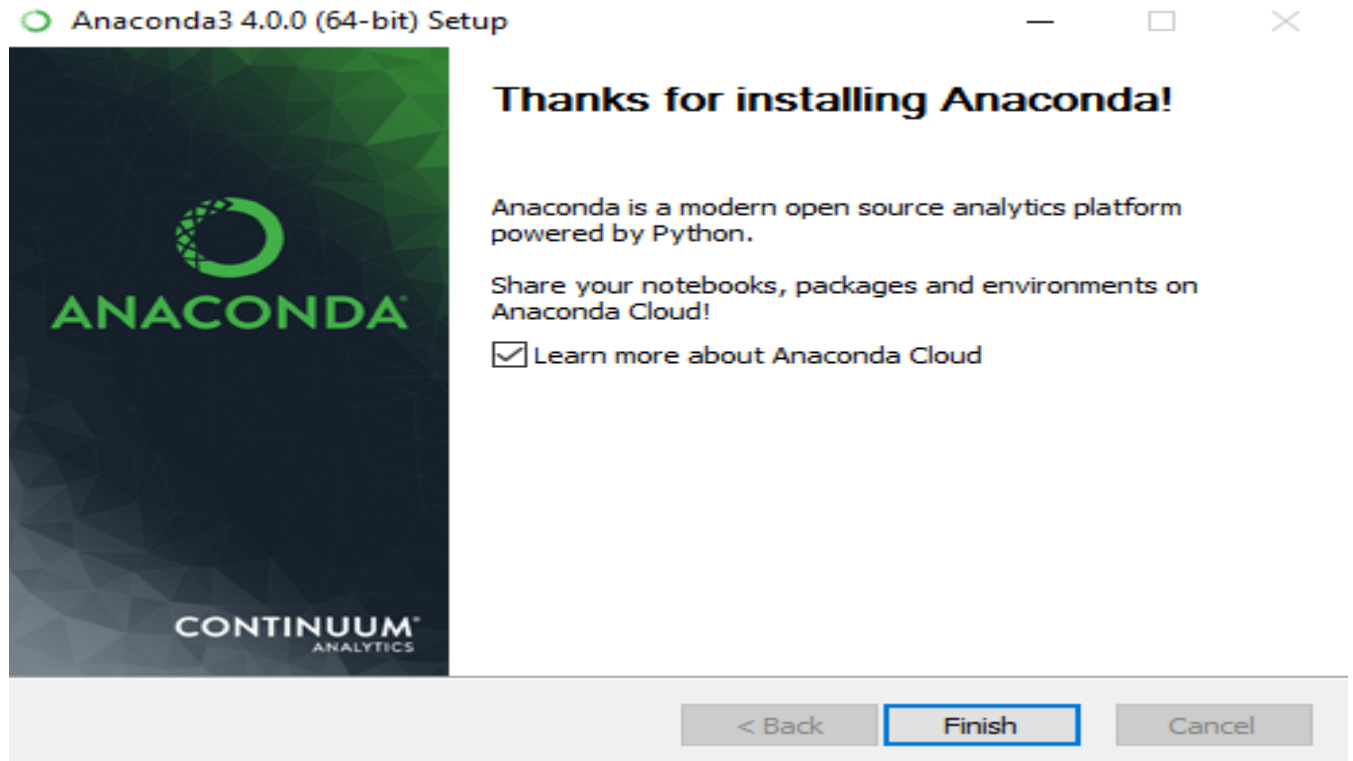 Anaconda3 4.0.0 (64-bit) Setup
Thanks for installing Anaconda!
Anaconda is a modern open source analytics platform
powered by Python.
Share your notebooks, packages and environments on
Anaconda Cloud!
Learn more about Anaconda Cloud
ANACONDA
CONTINUUM
ANALYTICS
< Back
Finish
Cancel